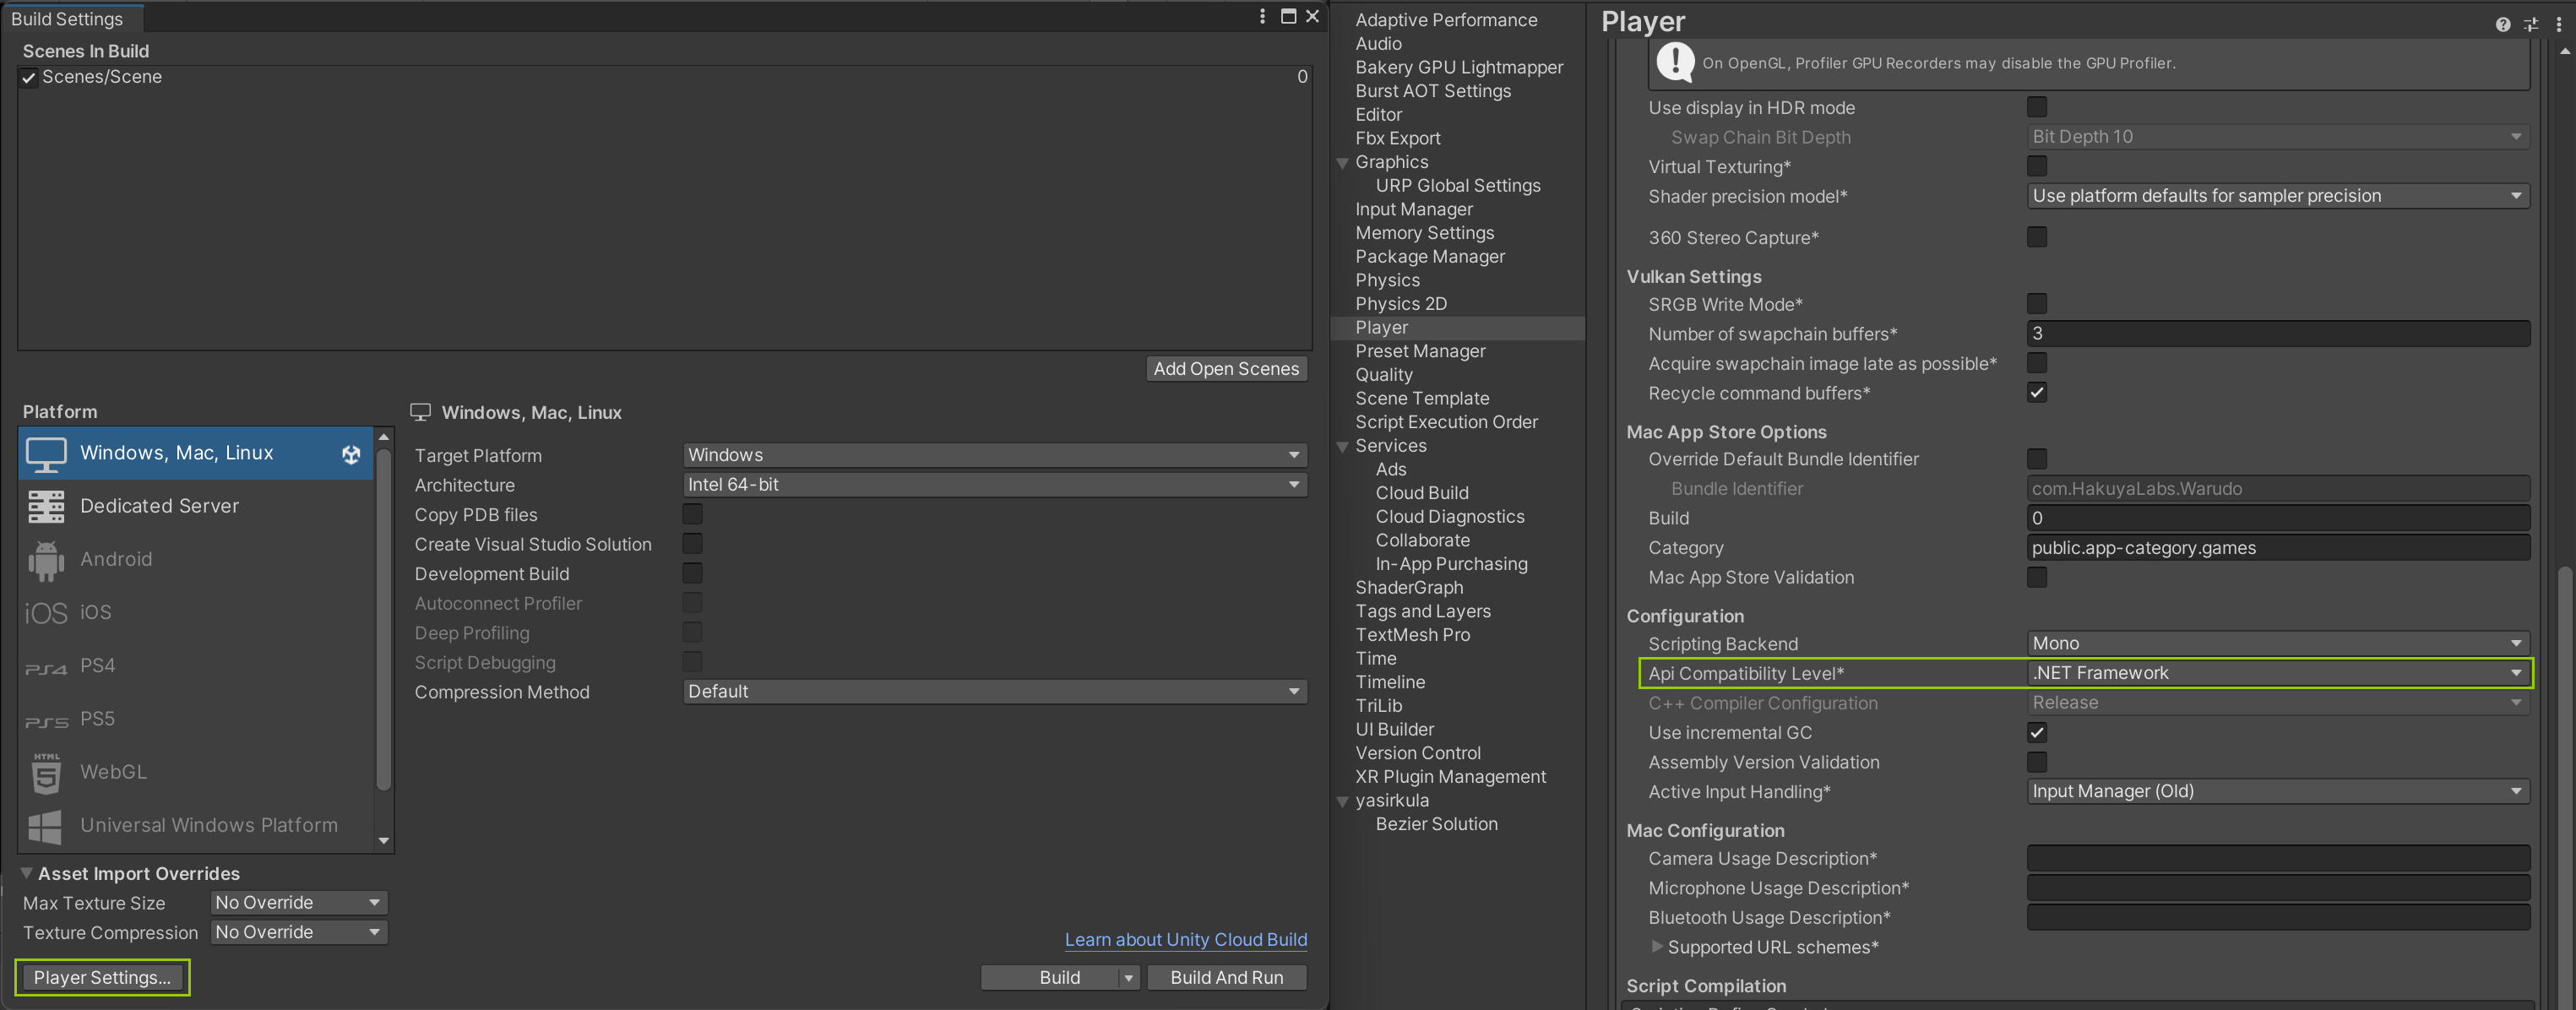 Build Settings
Scenes In Build
Scenes/Scene 0
Add Open Scenes
Platform
Windows, Mac, Linux
Dedicated Server
Android
iOS iOS
PS4 PS4
PS5 PS5
HTML 5 WebGL
Universal Windows Platform
Windows, Mac, Linux
Target Platform Windows
Architecture Intel 64-bit
Copy PDB files
Create Visual Studio Solution
Development Build
Autoconnect Profiler
Deep Profiling
Script Debugging
Compression Method Default
Asset Import Overrides
Max Texture Size No Override
Texture Compression No Override
Learn about Unity Cloud Build
Player Settings... Build Build And Run
Adaptive Performance
Audio
Bakery GPU Lightmapper
Burst AOT Settings
Editor
Fbx Export
Graphics
URP Global Settings
Input Manager
Memory Settings
Package Manager
Physics
Physics 2D
Player
Preset Manager
Quality
Scene Template
Script Execution Order
Services
Ads
Cloud Build
Cloud Diagnostics
Collaborate
In-App Purchasing
ShaderGraph
Tags and Layers
TextMesh Pro
Time
Timeline
TriLib
UI Builder
Version Control
XR Plugin Management
yasirkula
Bezier Solution
Player
On OpenGL, Profiler GPU Recorders may disable the GPU Profiler.
Use display in HDR mode
Swap Chain Bit Depth Bit Depth 10
Virtual Texturing*
Shader precision model* Use platform defaults for sampler precision
360 Stereo Capture*
Vulkan Settings
SRGB Write Mode*
Number of swapchain buffers* 3
Acquire swapchain image late as possible*
Recycle command buffers*
Mac App Store Options
Override Default Bundle Identifier
Bundle Identifier com.HakuyaLabs.Warudo
Build 0
Category public.app-category.games
Mac App Store Validation
Configuration
Scripting Backend Mono
Api Compatibility Level* .NET Framework
C++ Compiler Configuration Release
Use incremental GC
Assembly Version Validation
Active Input Handling* Input Manager (Old)
Mac Configuration
Camera Usage Description*
Microphone Usage Description*
Bluetooth Usage Description*
Supported URL schemes*
Script Compilation